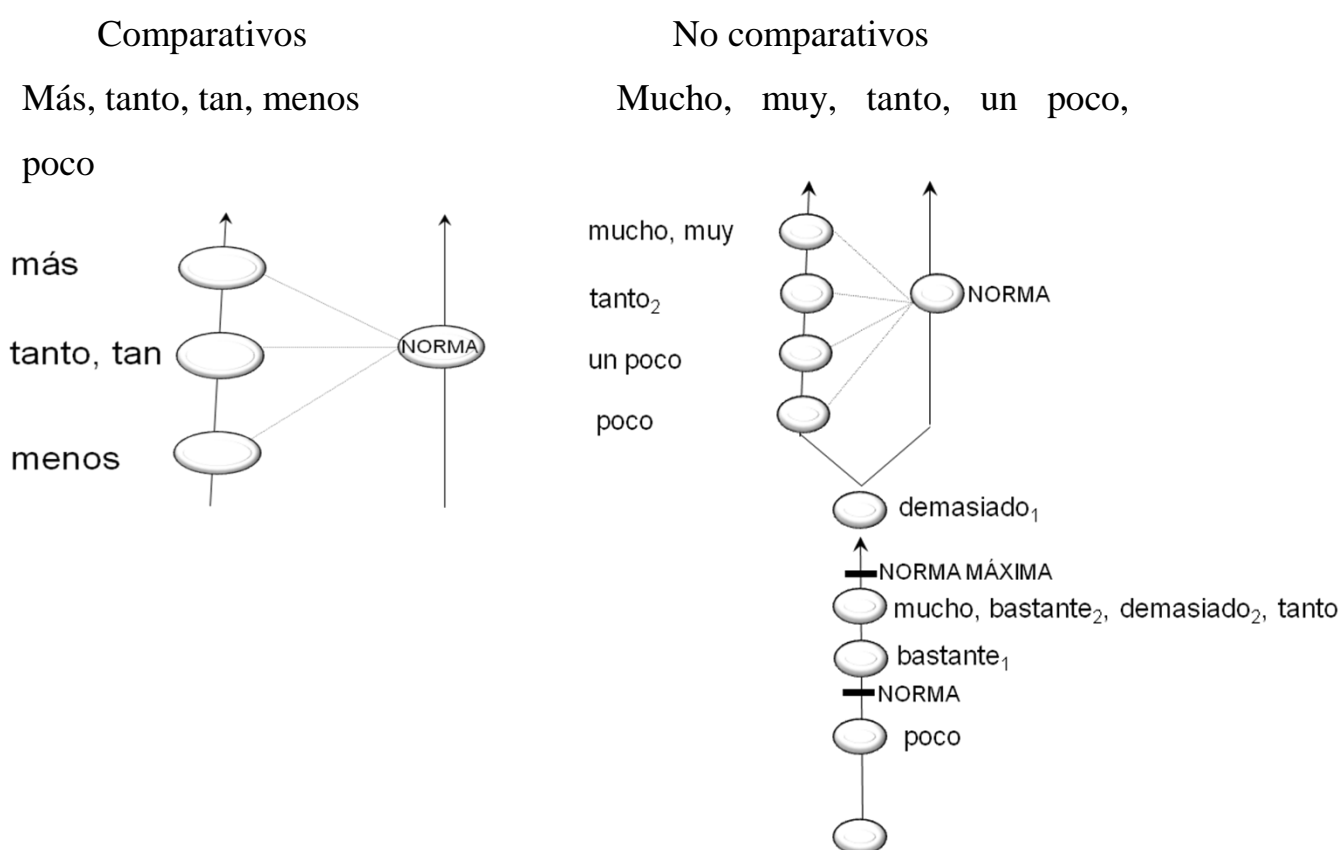 Comparativos
No comparativos
Más, tanto, tan, menos
Mucho, muy, tanto, un poco,
poco
más
tanto, tan
menos
NORMA
mucho, muy
tanto₂
un poco
poco
NORMA
demasiado₁
NORMA MÁXIMA
mucho, bastante₂, demasiado₂, tanto
bastante₁
NORMA
poco